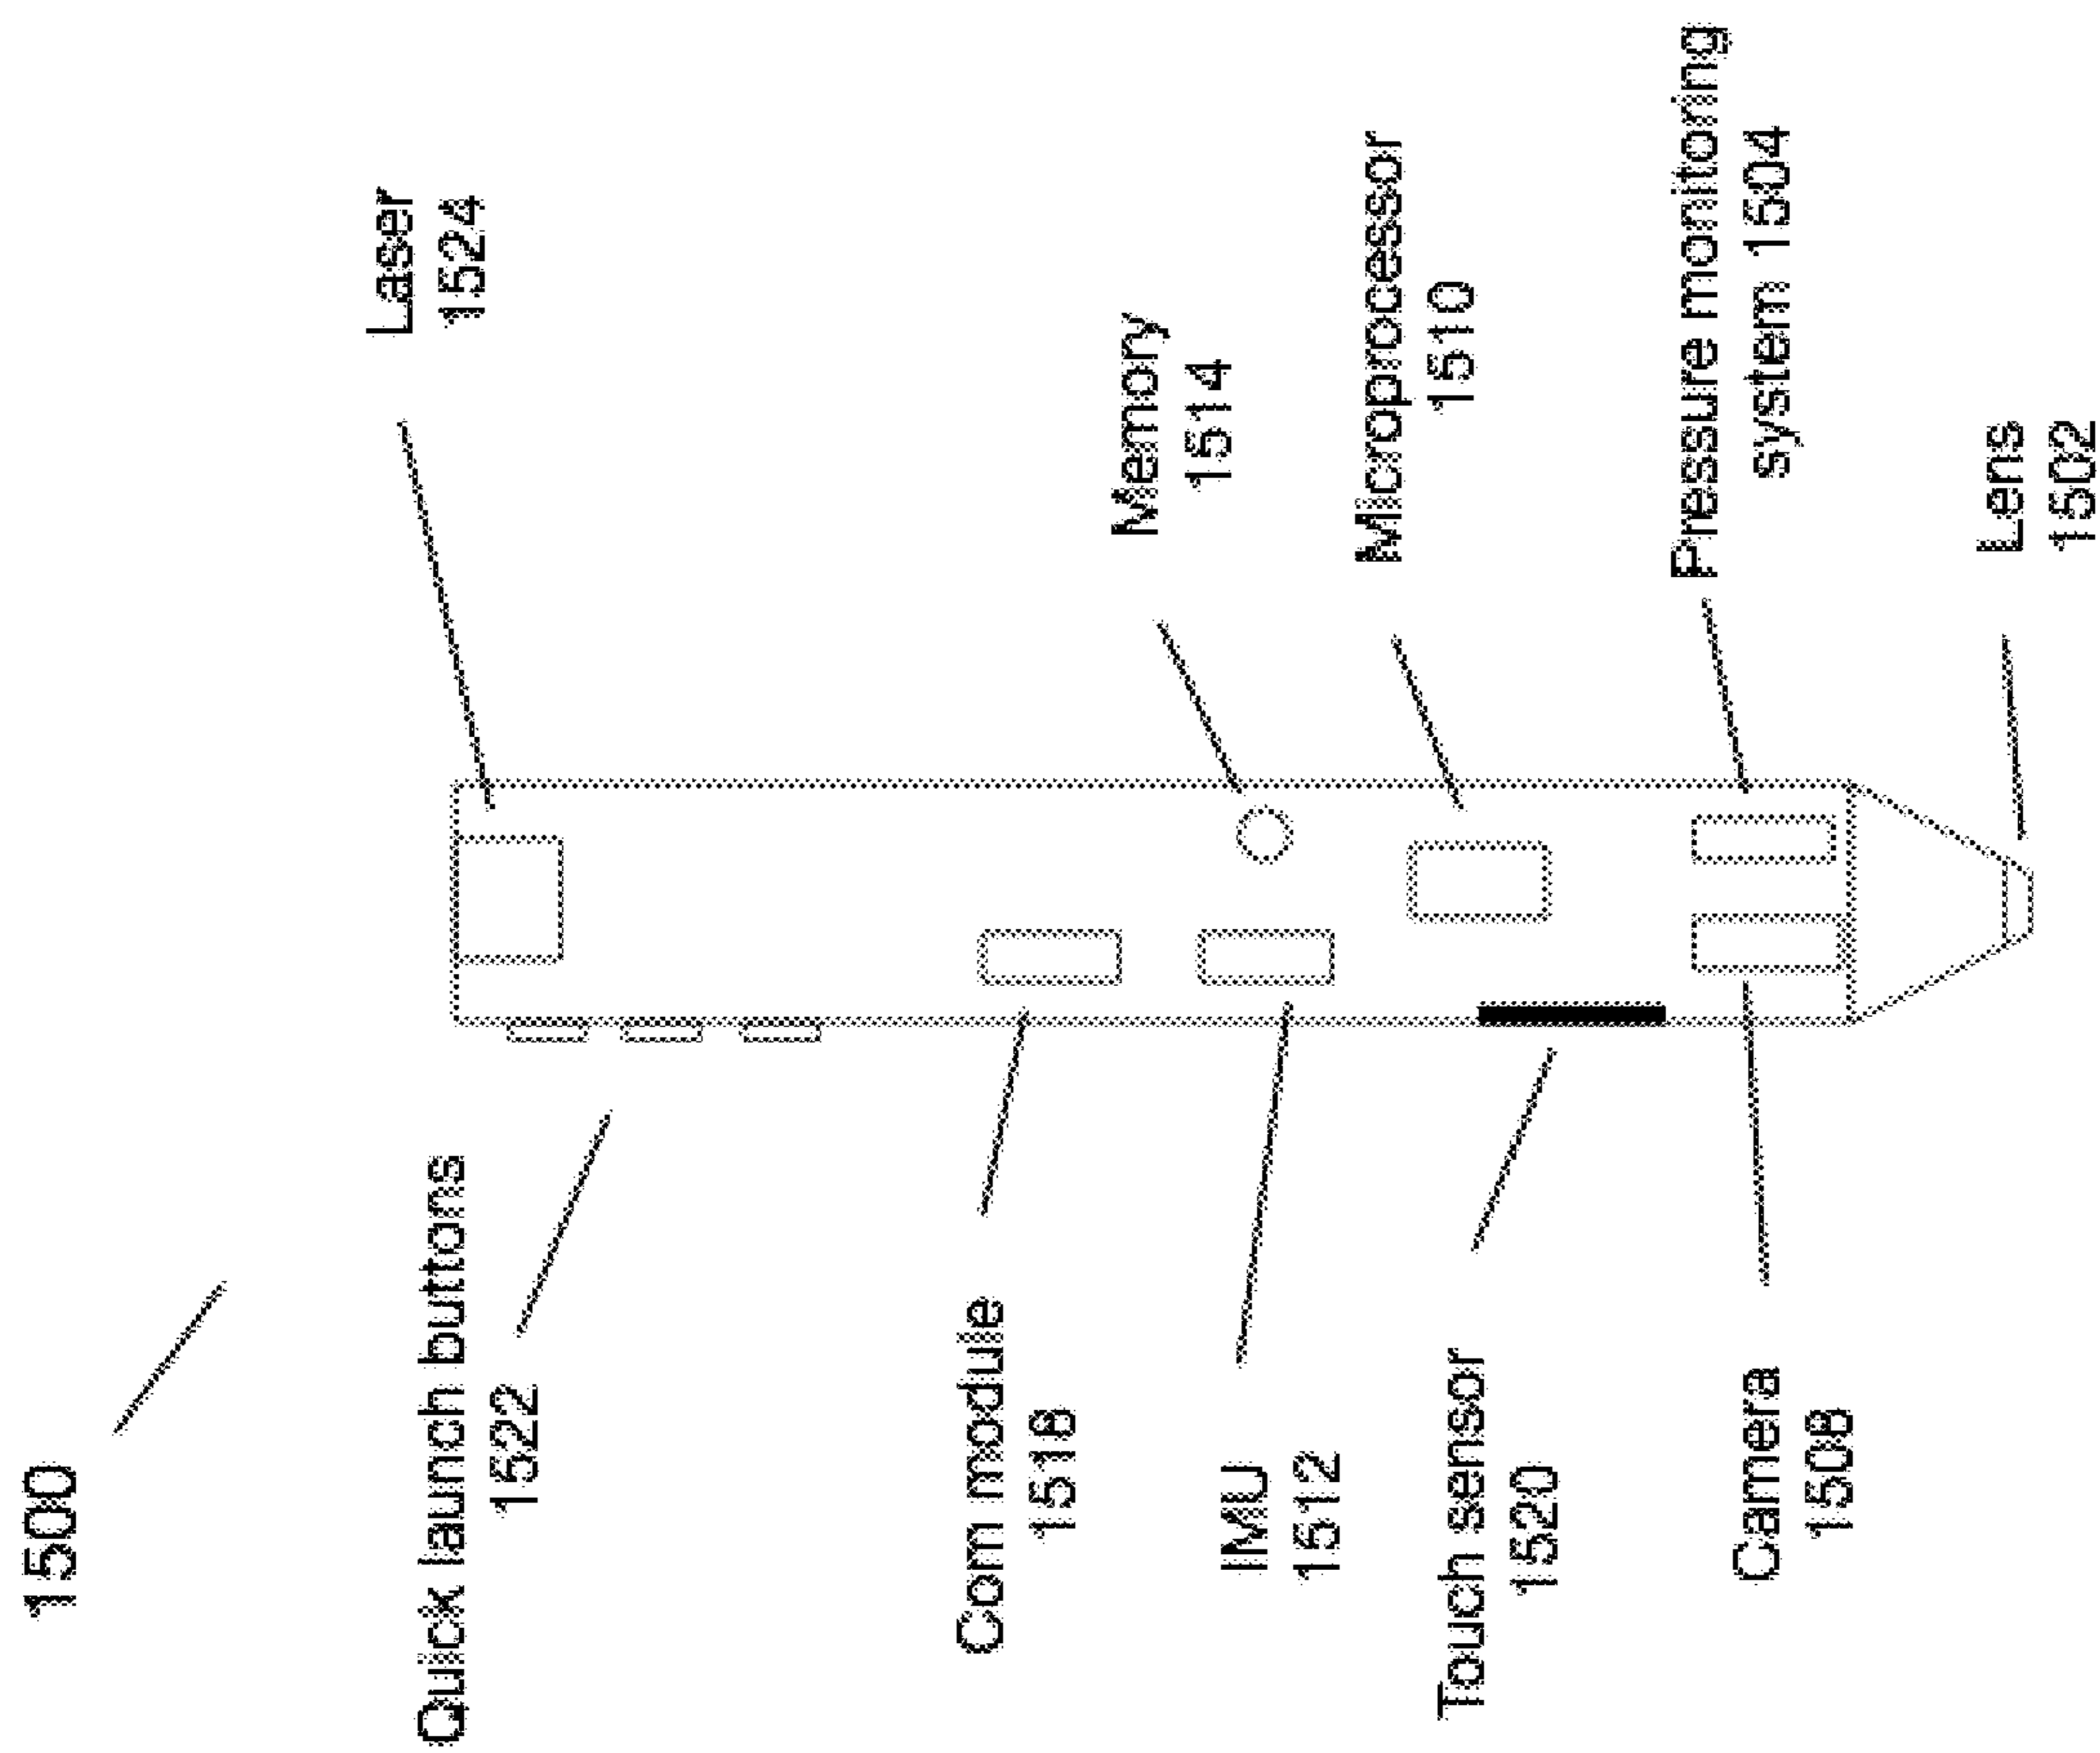 1500
Laser
1524
Quick launch buttons
1522
Com module
1518
Memory
1514
IMU
1512
Microprocessor
1510
Touch sensor
1520
Pressure monitoring
system 1504
Camera
1508
Lens
1502